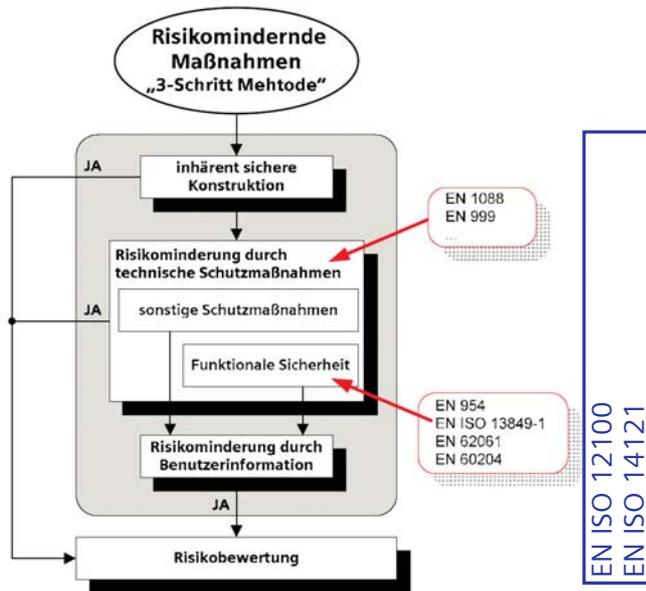 Risikomindernde
Maßnahmen
„3-Schritt Mehtode“
JA
inhärent sichere
Konstruktion
EN 1088
EN 999
...
Risikominderung durch
technische Schutzmaßnahmen
JA
sonstige Schutzmaßnahmen
Funktionale Sicherheit
EN 954
EN ISO 13849-1
EN 62061
EN 60204
Risikominderung durch
Benutzerinformation
JA
Risikobewertung
EN ISO 12100
EN ISO 14121